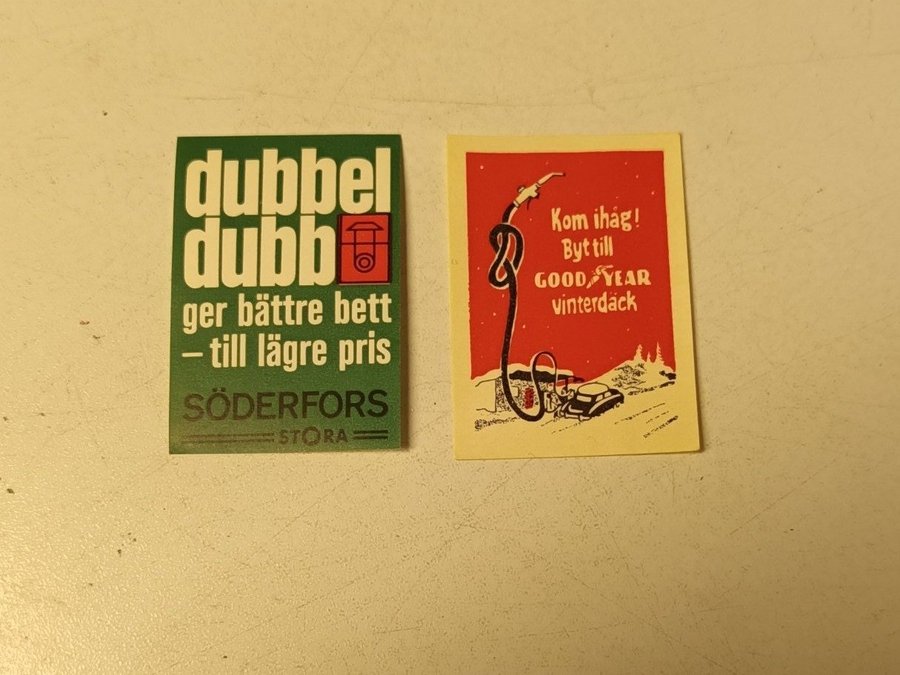 dubbel
dubb
ger bättre bett
– till lägre pris
SÖDERFORS
STORA
Kom ihåg!
Byt till
GOODYEAR
vinterdäck